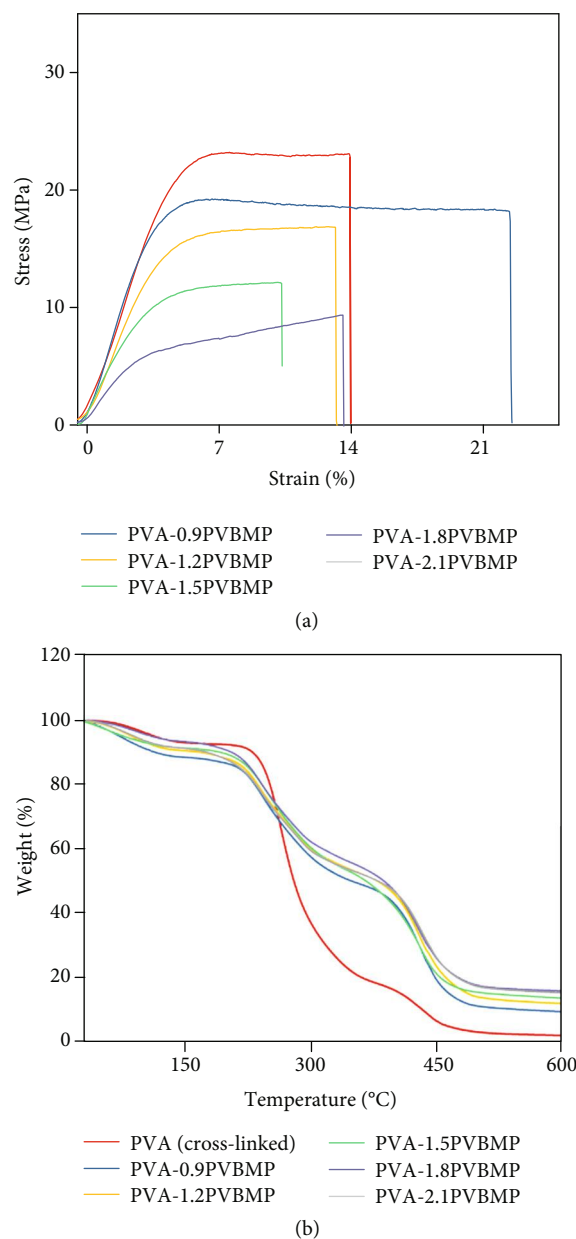 30
20
10
0
Stress (MPa)
0 7 14 21
Strain (%)
PVA-0.9PVBMP PVA-1.8PVBMP
PVA-1.2PVBMP PVA-2.1PVBMP
PVA-1.5PVBMP
(a)
120
100
80
60
40
20
0
Weight (%)
150 300 450 600
Temperature (°C)
PVA (cross-linked) PVA-1.5PVBMP
PVA-0.9PVBMP PVA-1.8PVBMP
PVA-1.2PVBMP PVA-2.1PVBMP
(b)